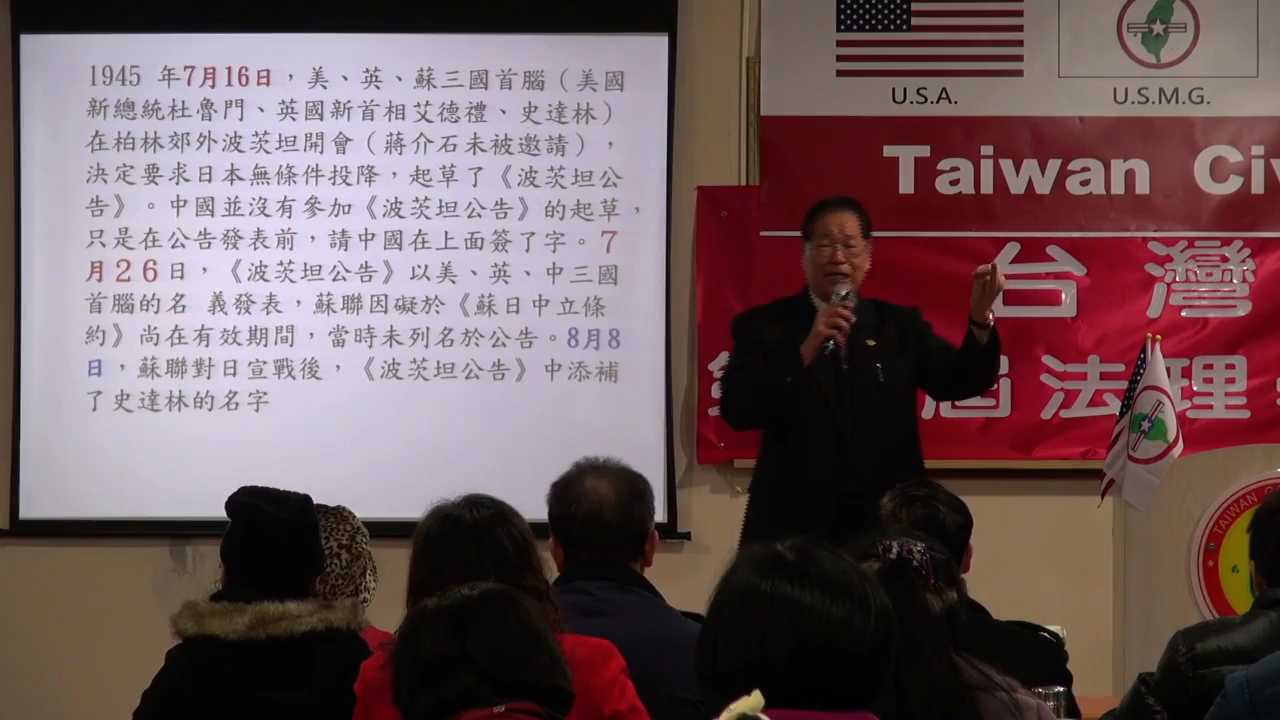 1945 年7月16日，美、英、蘇三國首腦（美國
新總統杜魯門、英國新首相艾德禮、史達林）
在柏林郊外波茨坦開會（蔣介石未被邀請），
決定要求日本無條件投降，起草了《波茨坦公
告》。中國並沒有參加《波茨坦公告》的起草，
只是在公告發表前，請中國在上面簽了字。7
月26日，《波茨坦公告》以美、英、中三國
首腦的名 義發表，蘇聯因礙於《蘇日中立條
約》尚在有效期間，當時未列名於公告。8月8
日，蘇聯對日宣戰後，《波茨坦公告》中添補
了史達林的名字
U.S.A.
U.S.M.G.
Taiwan Ci
台灣
屆法理
TAIWAN